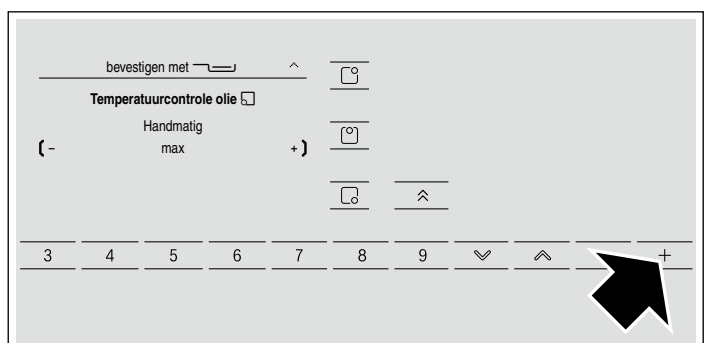 bevestigen met
Temperatuurcontrole olie
Handmatig
- max +
3 4 5 6 7 8 9 +